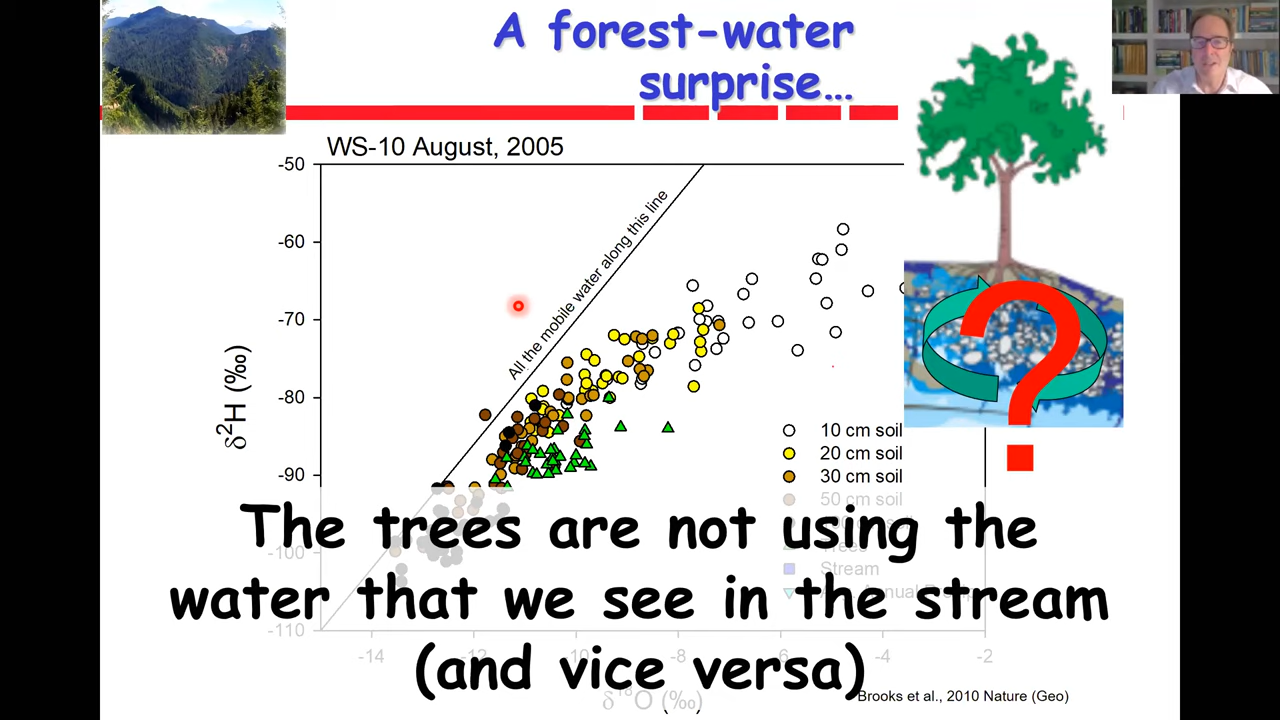 A forest-water
surprise...
WS-10 August, 2005
-50
-60
-70
-80
-90
-100
-110
δ²H (‰)
All the mobile water along this line
?
10 cm soil
20 cm soil
30 cm soil
50 cm soil
Stream
Annual
The trees are not using the
water that we see in the stream
(and vice versa)
-14
-12
-10
-8
-6
-4
-2
δ¹⁸O (‰)
Brooks et al., 2010 Nature (Geo)